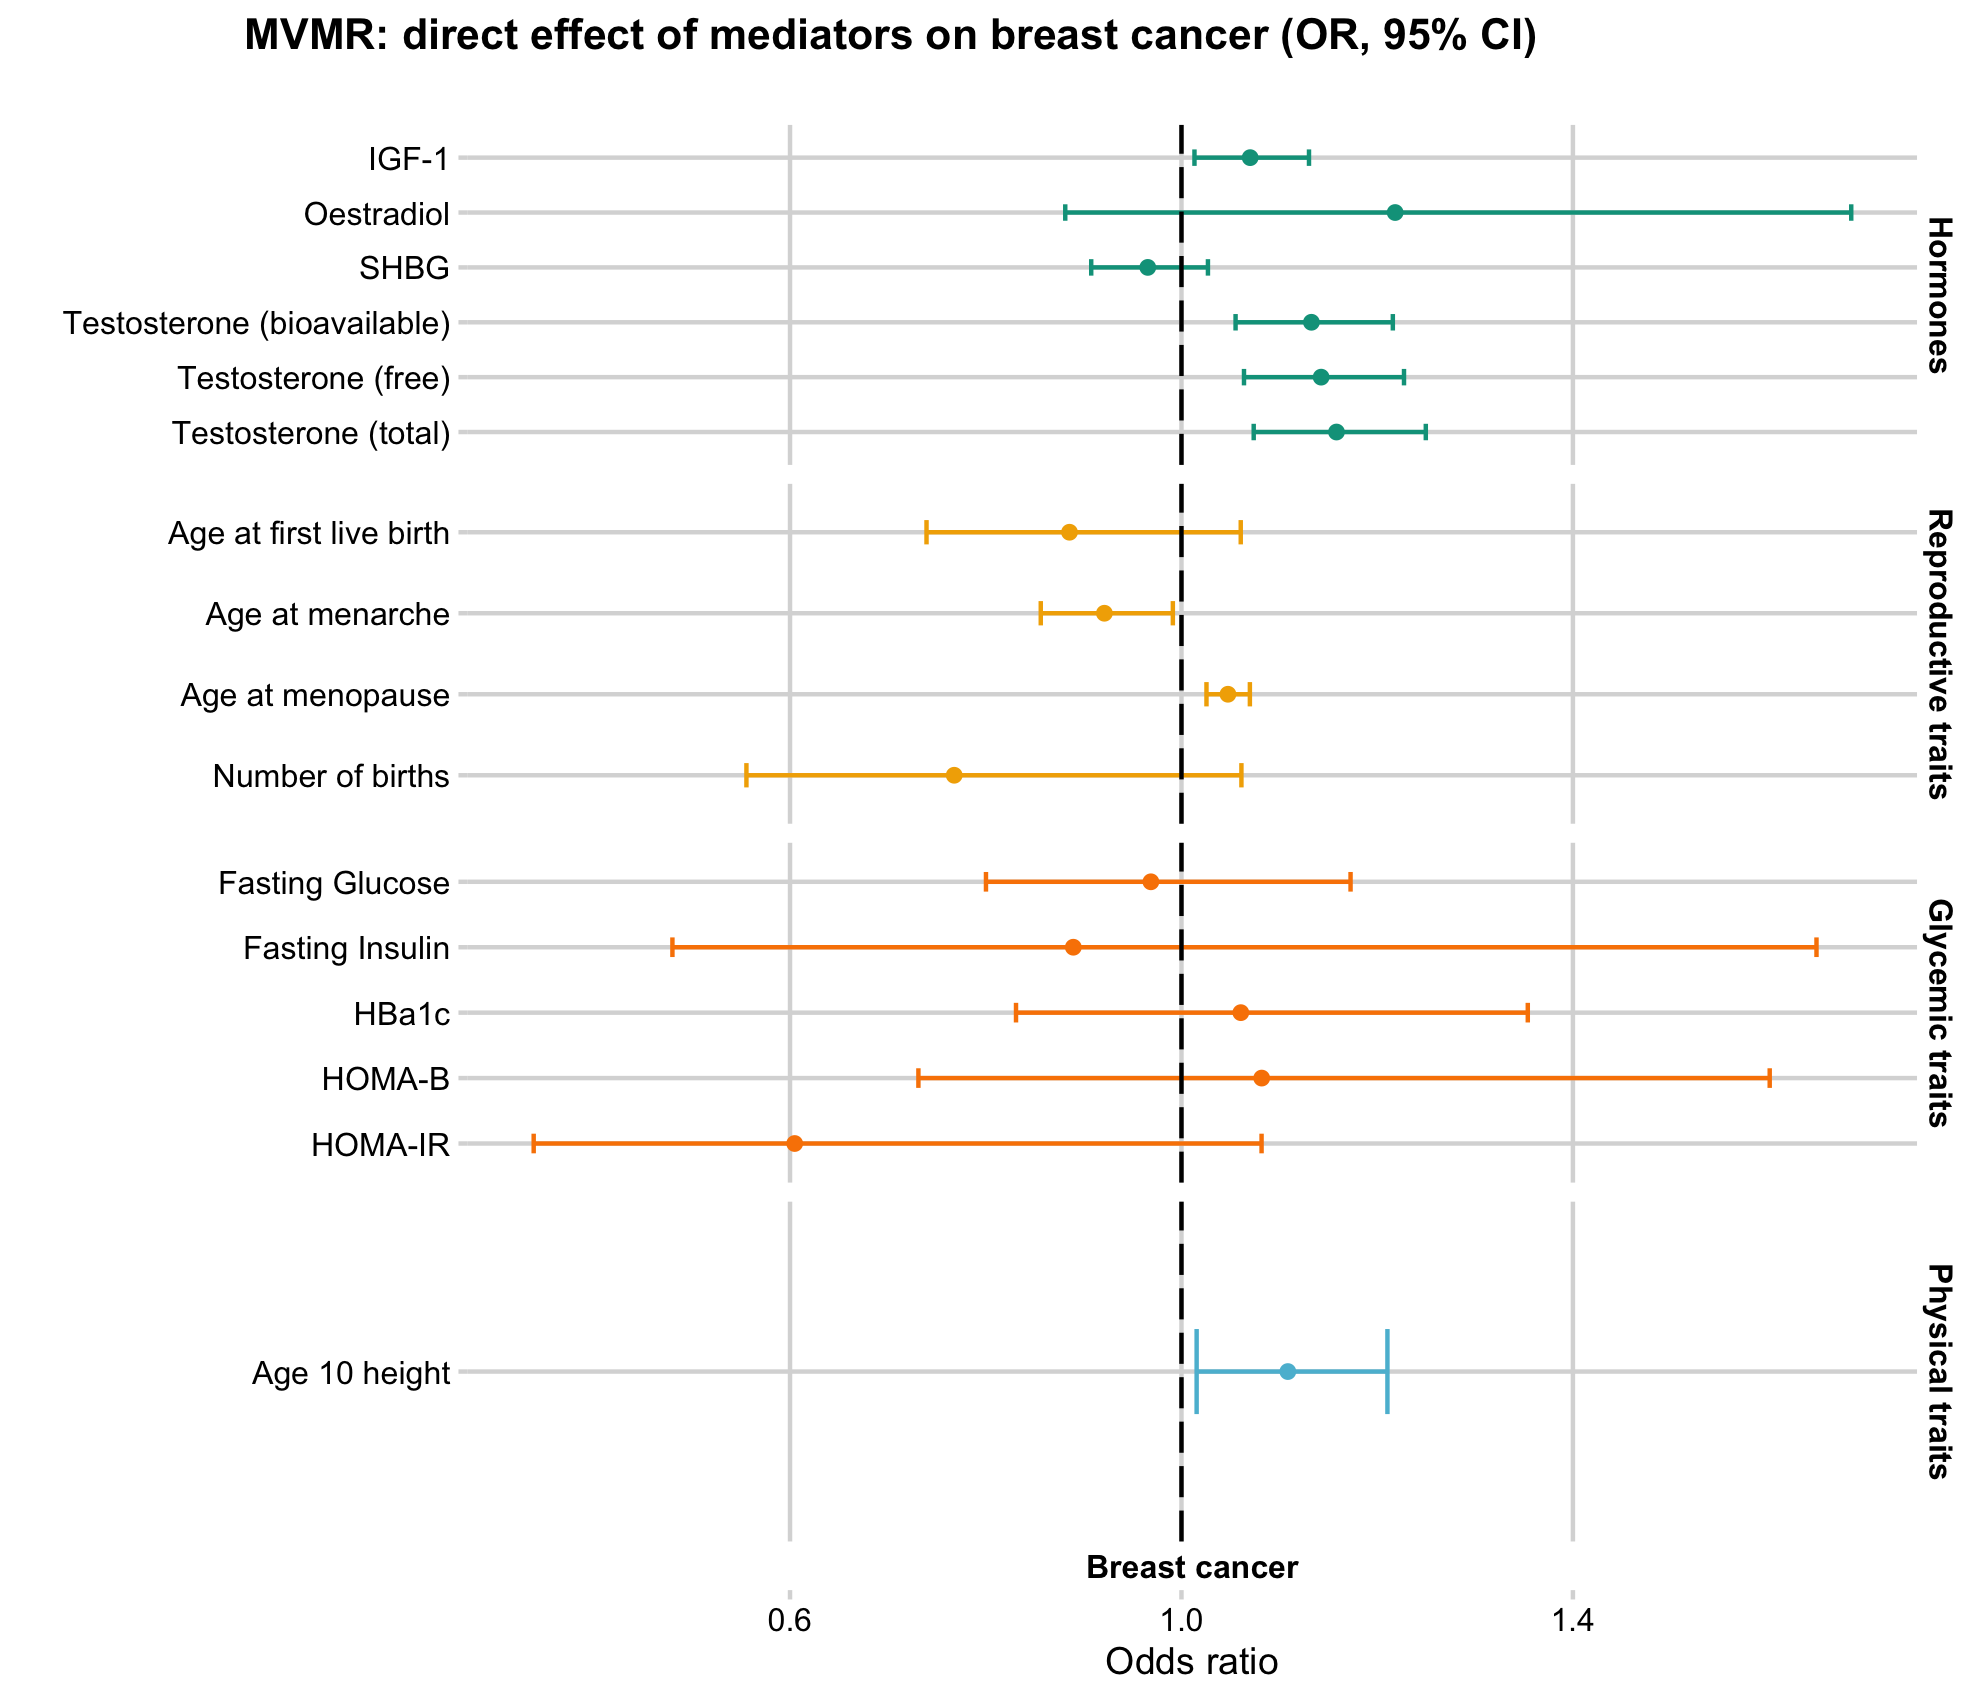 MVMR: direct effect of mediators on breast cancer (OR, 95% CI)
IGF-1
Oestradiol
SHBG
Testosterone (bioavailable)
Testosterone (free)
Testosterone (total)
Hormones
Age at first live birth
Age at menarche
Age at menopause
Number of births
Reproductive traits
Fasting Glucose
Fasting Insulin
HBa1c
HOMA-B
HOMA-IR
Glycemic traits
Age 10 height
Physical traits
Breast cancer
0.6 1.0 1.4
Odds ratio